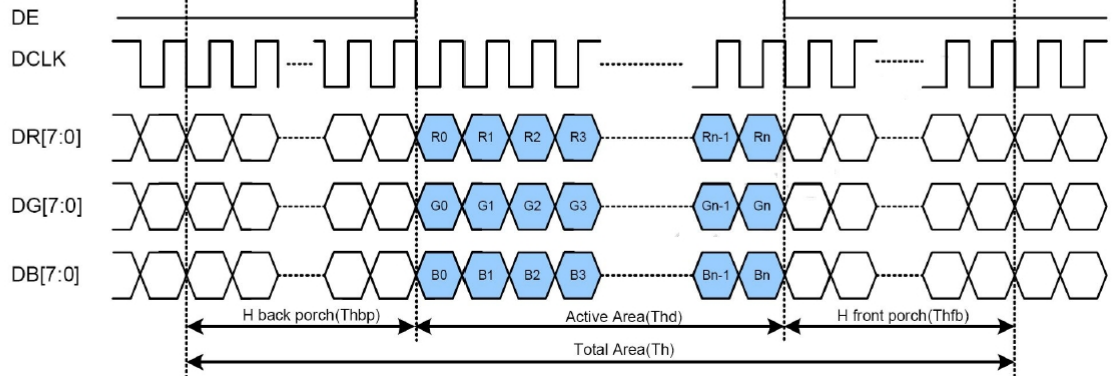 DE
DCLK
DR[7:0] R0 R1 R2 R3 Rn-1 Rn
DG[7:0] G0 G1 G2 G3 Gn-1 Gn
DB[7:0] B0 B1 B2 B3 Bn-1 Bn
H back porch(Thbp) Active Area(Thd) H front porch(Thfb)
Total Area(Th)